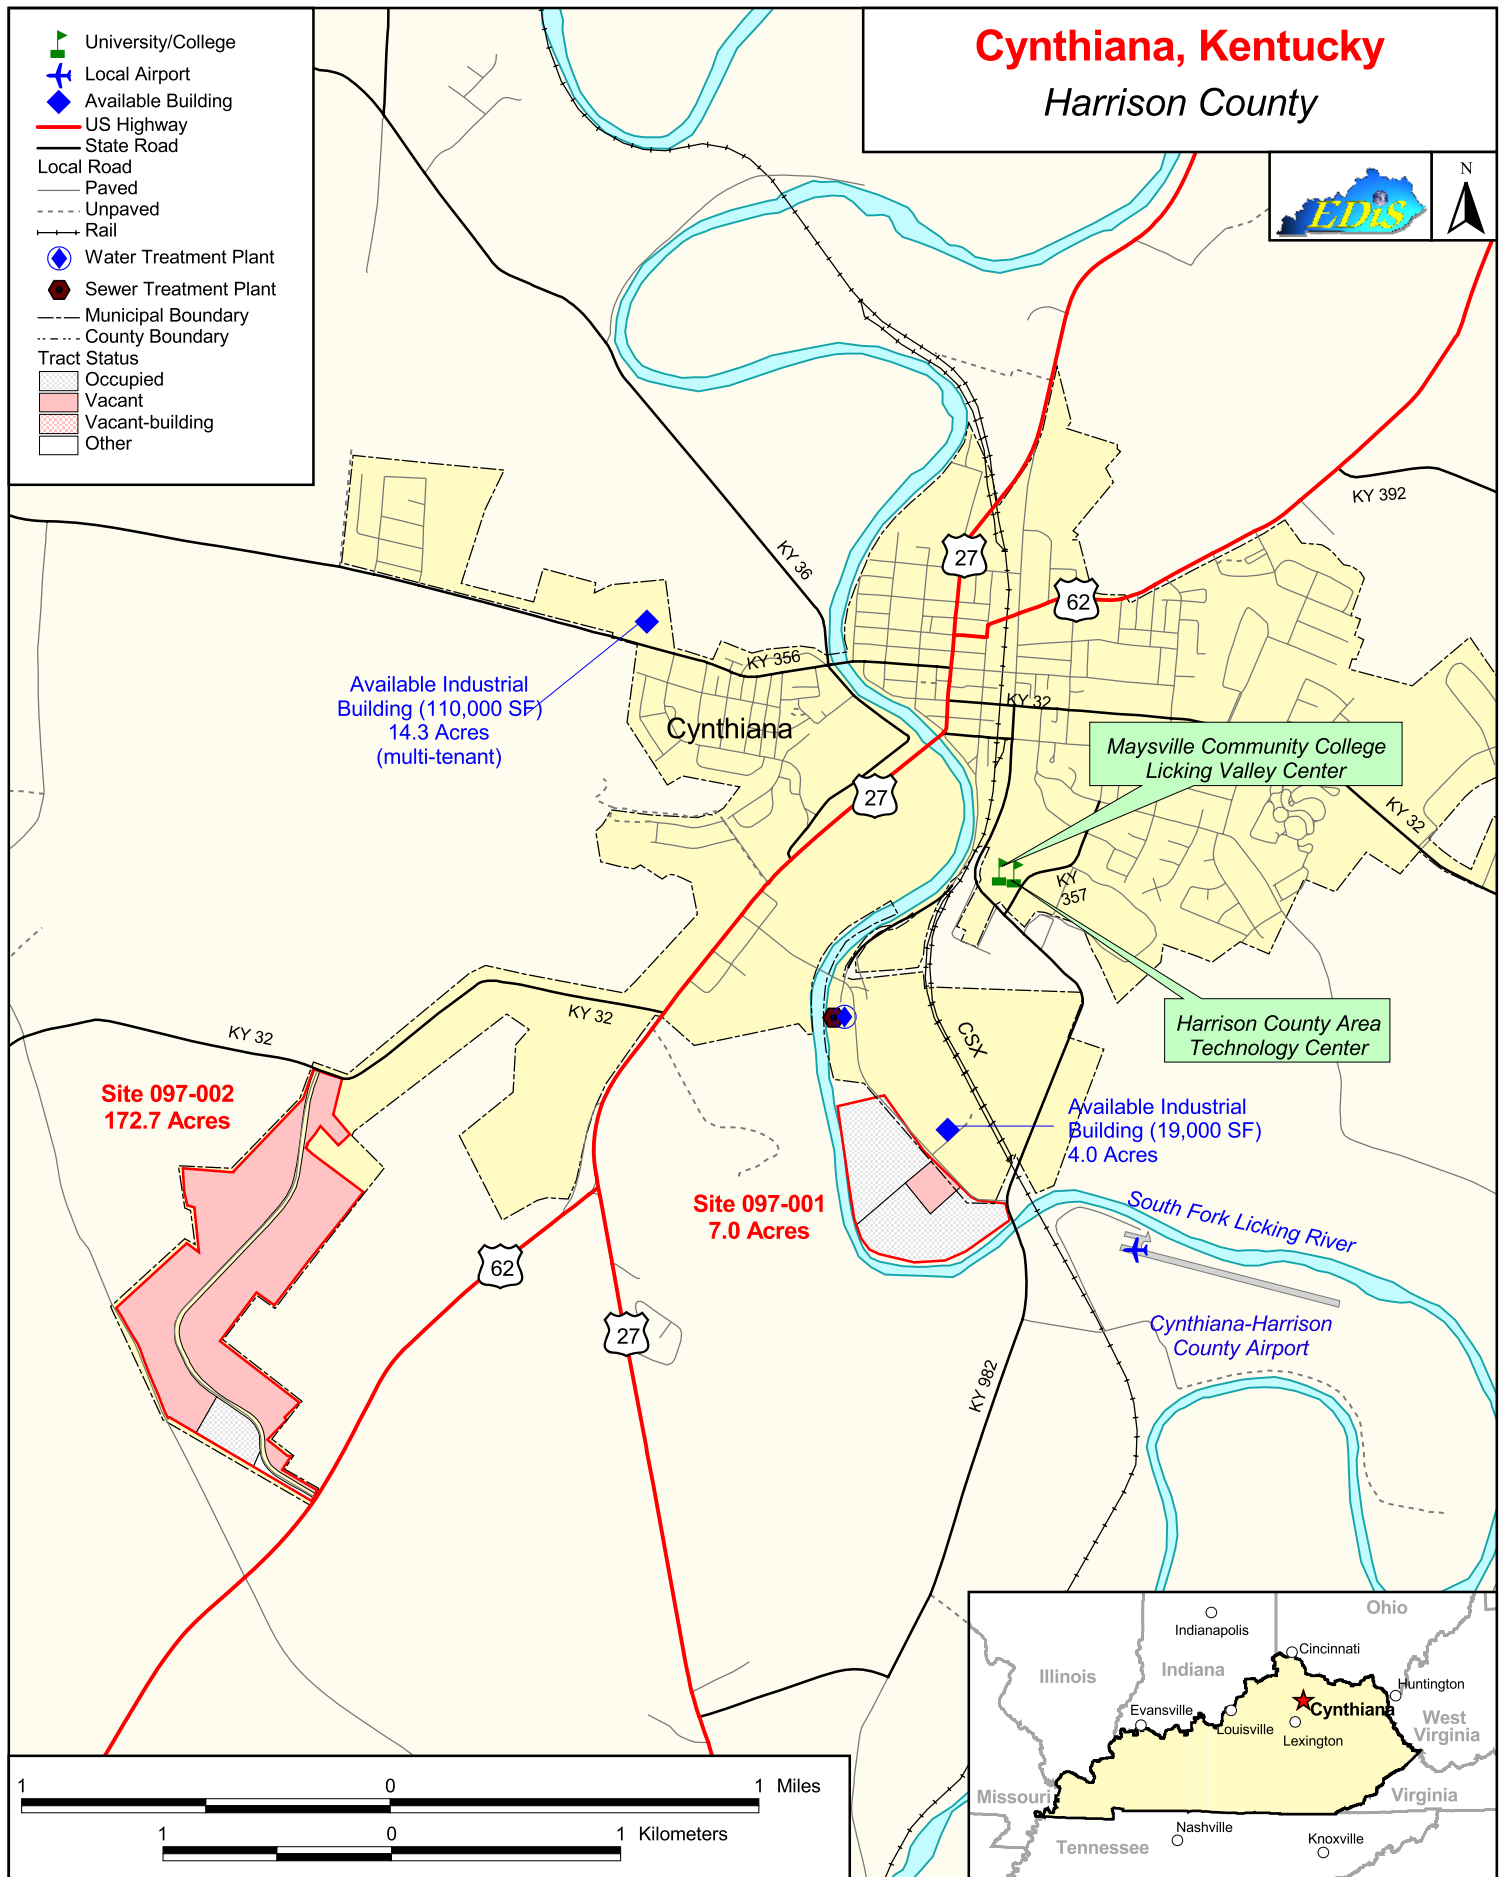 Cynthiana, Kentucky
Harrison County
University/College
Local Airport
Available Building
US Highway
State Road
Local Road
Paved
Unpaved
Rail
Water Treatment Plant
Sewer Treatment Plant
Municipal Boundary
County Boundary
Tract Status
Occupied
Vacant
Vacant-building
Other
EDiS
N
KY 392
27
KY 36
62
KY 356
Available Industrial
Building (110,000 SF)
14.3 Acres
(multi-tenant)
Cynthiana
KY 32
Maysville Community College
Licking Valley Center
27
KY 32
KY
357
KY 32
KY 32
Harrison County Area
Technology Center
CSX
Site 097-002
172.7 Acres
Available Industrial
Building (19,000 SF)
4.0 Acres
Site 097-001
7.0 Acres
South Fork Licking River
62
27
Cynthiana-Harrison
County Airport
KY 982
1 0 1 Miles
1 0 1 Kilometers
Ohio
Indianapolis
Cincinnati
Illinois
Indiana
Huntington
Evansville
Cynthiana
Louisville
West
Virginia
Lexington
Missouri
Virginia
Nashville
Tennessee
Knoxville